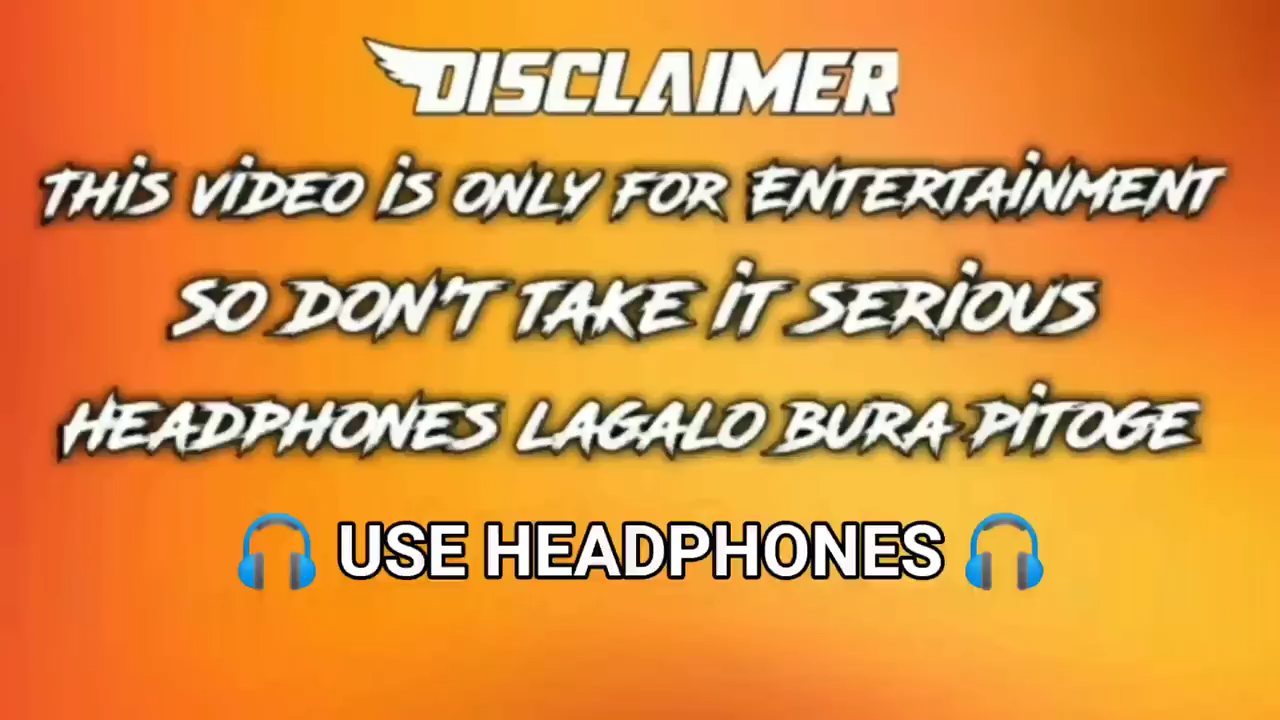 DISCLAIMER
THIS VIDEO IS ONLY FOR ENTERTAINMENT
SO DON'T TAKE IT SERIOUS
HEADPHONES LAGALO BURA PITOGE
🎧 USE HEADPHONES 🎧